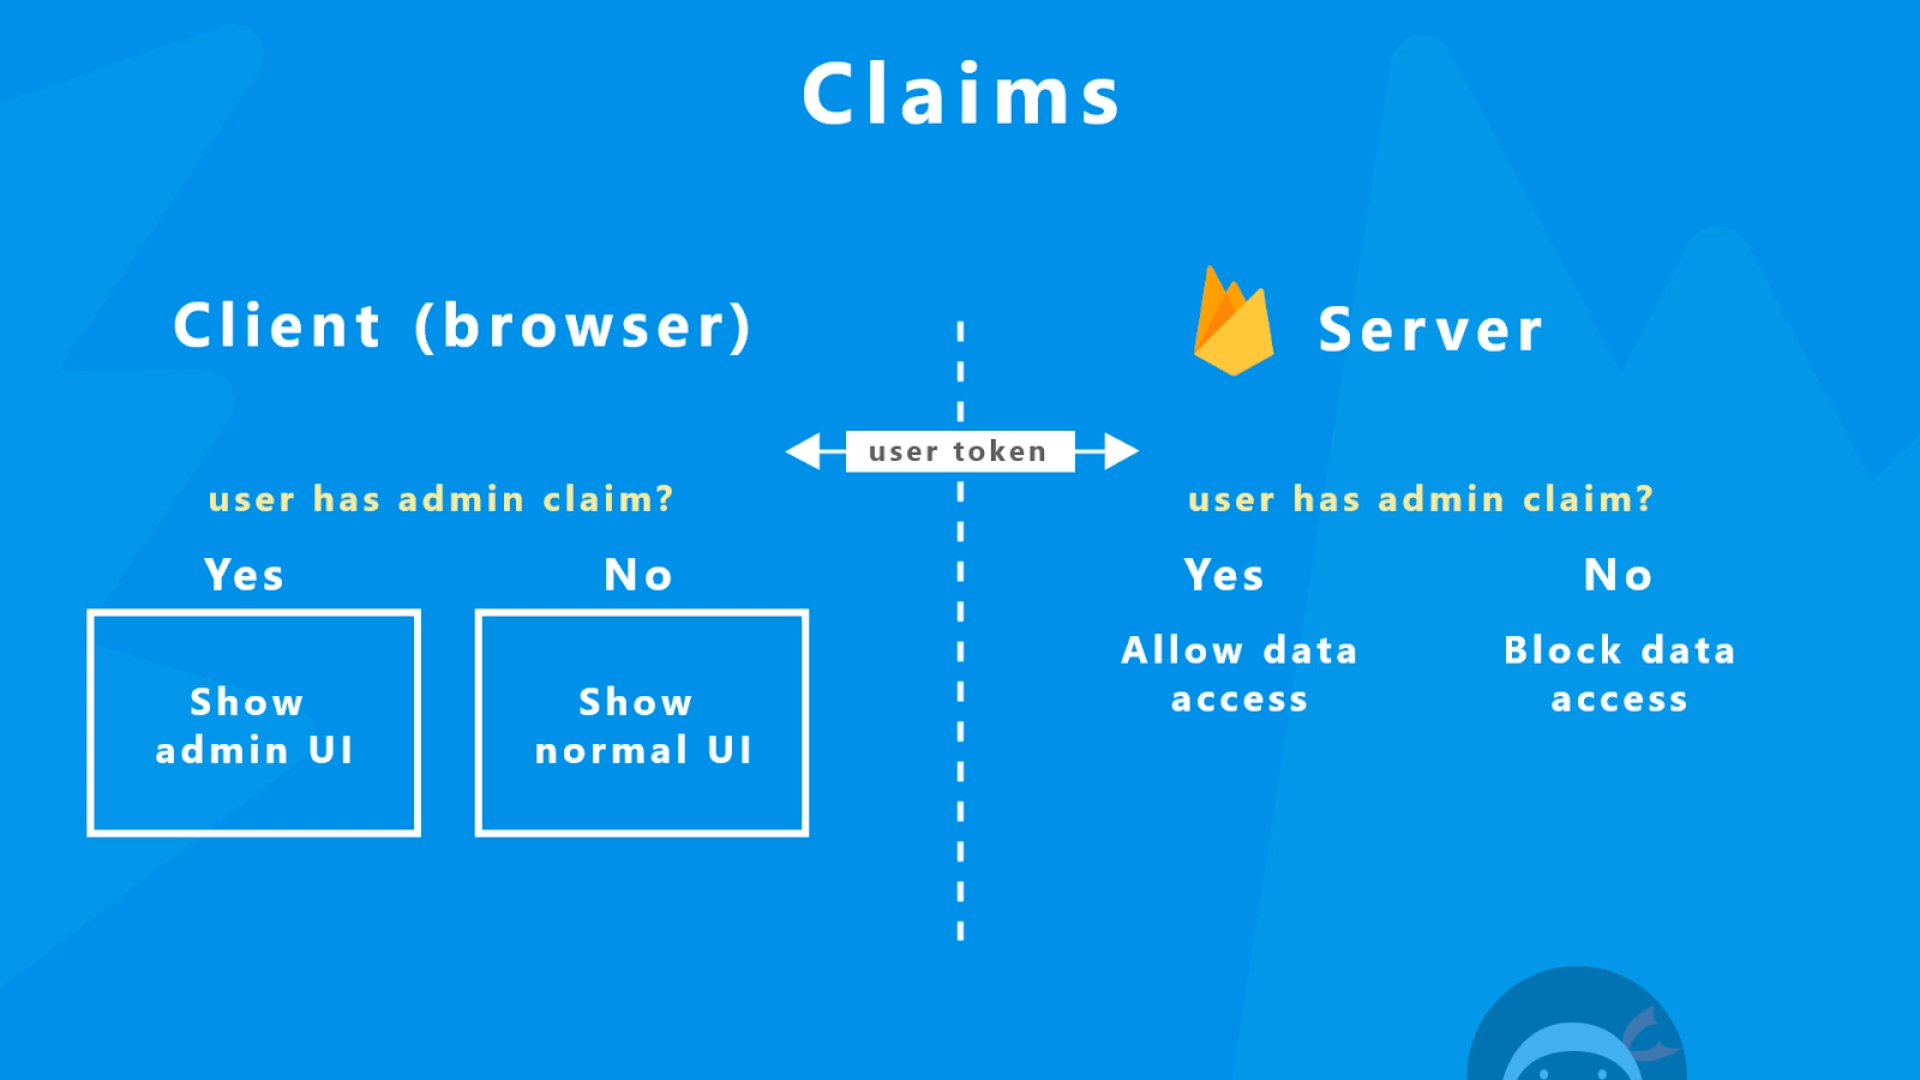 Claims
Client (browser)
Server
user token
user has admin claim?
Yes
No
Show
admin UI
Show
normal UI
user has admin claim?
Yes
No
Allow data
access
Block data
access